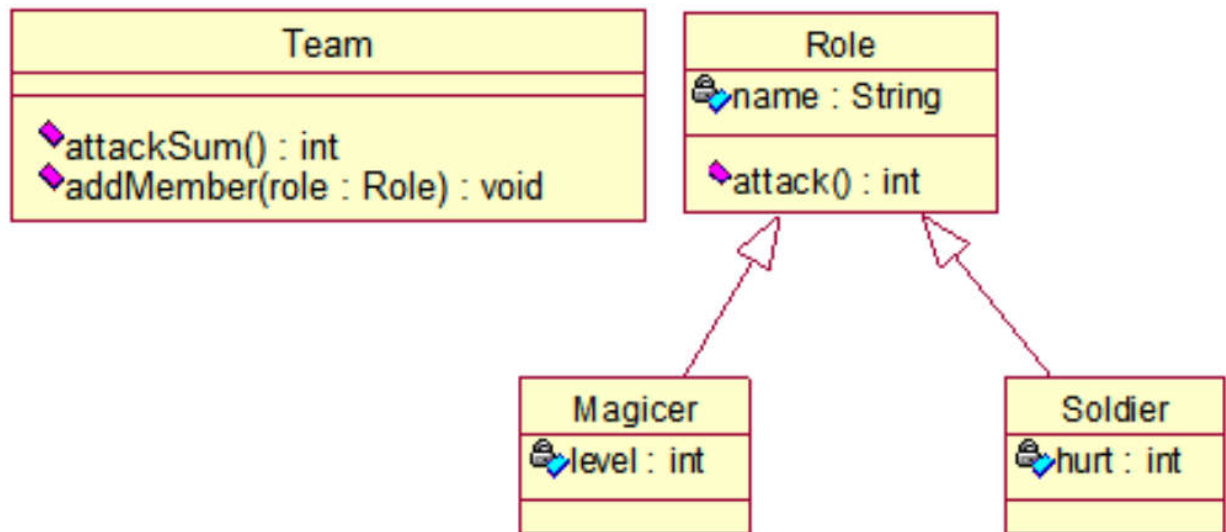 Team
attackSum() : int
addMember(role : Role) : void
Role
name : String
attack() : int
Magicer
level : int
Soldier
hurt : int